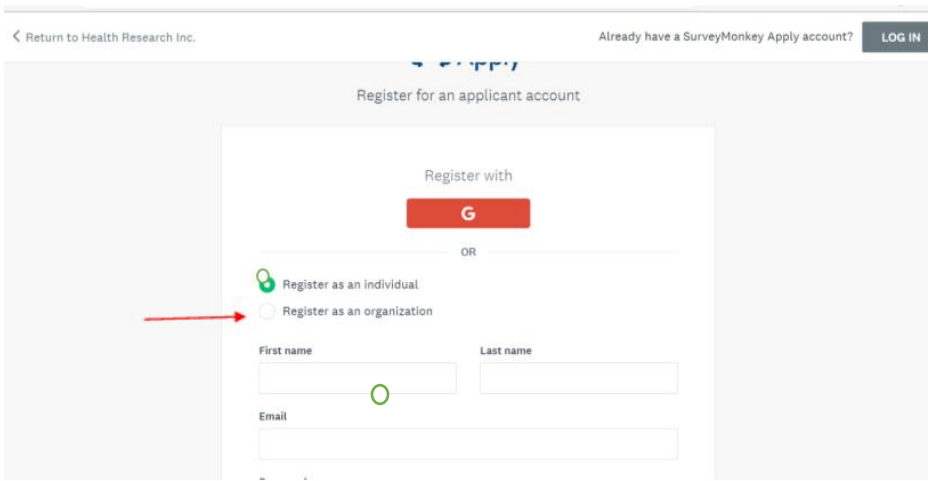 Return to Health Research Inc.
Already have a SurveyMonkey Apply account?
LOG IN
Apply
Register for an applicant account
Register with
G
OR
Register as an individual
Register as an organization
First name
Last name
Email